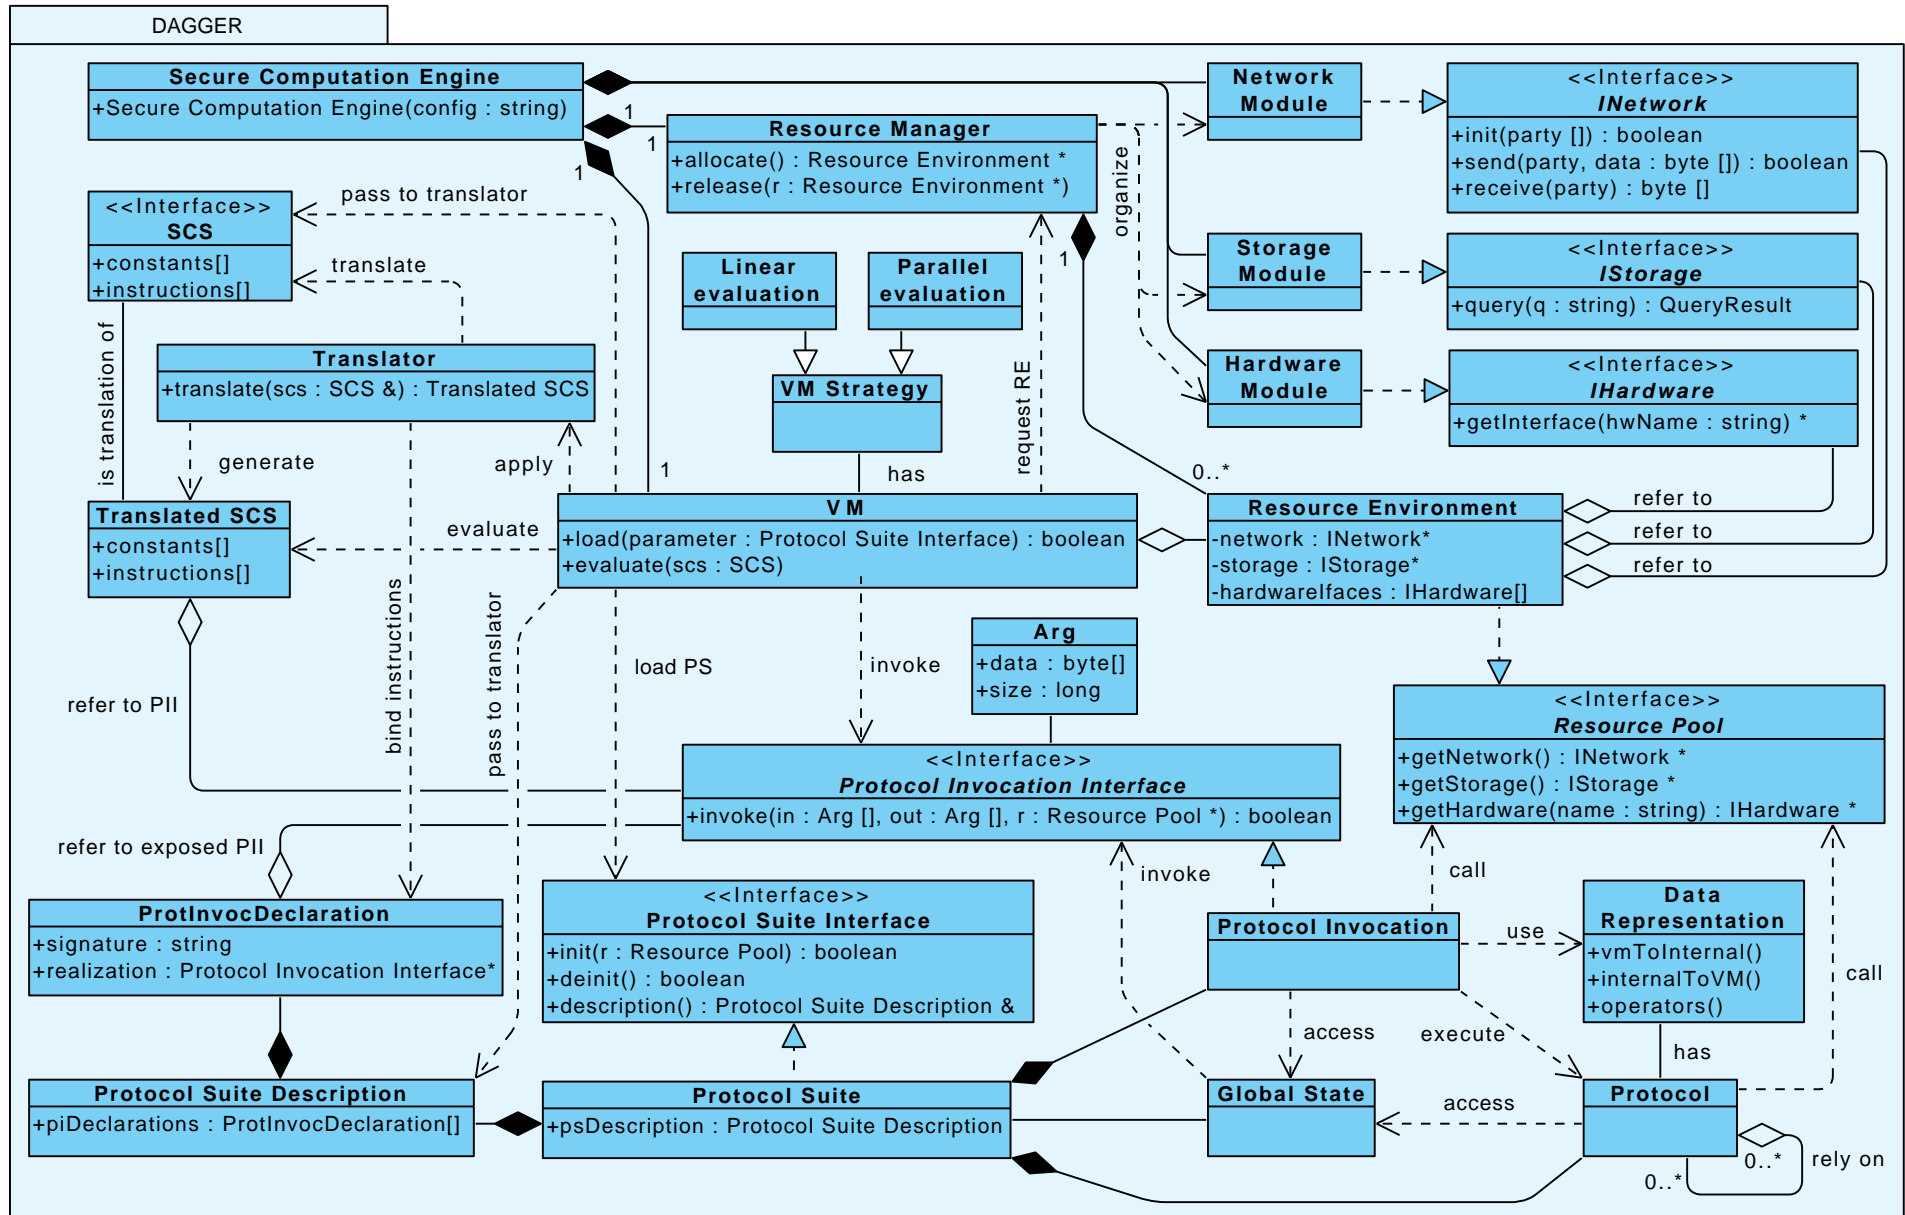 DAGGER
Secure Computation Engine
+Secure Computation Engine(config : string)
1
1
1
Resource Manager
+allocate() : Resource Environment *
+release(r : Resource Environment *)
1
organize
Network
Module
<<Interface>>
INetwork
+init(party []) : boolean
+send(party, data : byte []) : boolean
+receive(party) : byte []
<<Interface>>
SCS
+constants[]
+instructions[]
pass to translator
translate
Linear
evaluation
Parallel
evaluation
Storage
Module
<<Interface>>
IStorage
+query(q : string) : QueryResult
is translation of
Translator
+translate(scs : SCS &) : Translated SCS
VM Strategy
request RE
Hardware
Module
<<Interface>>
IHardware
+getInterface(hwName : string) *
generate
apply
1
has
0..*
Translated SCS
+constants[]
+instructions[]
evaluate
VM
+load(parameter : Protocol Suite Interface) : boolean
+evaluate(scs : SCS)
Resource Environment
-network : INetwork*
-storage : IStorage*
-hardwareIfaces : IHardware[]
refer to
refer to
refer to
refer to PII
bind instructions
pass to translator
load PS
invoke
Arg
+data : byte[]
+size : long
<<Interface>>
Resource Pool
+getNetwork() : INetwork *
+getStorage() : IStorage *
+getHardware(name : string) : IHardware *
<<Interface>>
Protocol Invocation Interface
+invoke(in : Arg [], out : Arg [], r : Resource Pool *) : boolean
refer to exposed PII
invoke
call
ProtInvocDeclaration
+signature : string
+realization : Protocol Invocation Interface*
<<Interface>>
Protocol Suite Interface
+init(r : Resource Pool) : boolean
+deinit() : boolean
+description() : Protocol Suite Description &
Protocol Invocation
use
Data
Representation
+vmToInternal()
+internalToVM()
+operators()
call
access
execute
has
Protocol Suite Description
+piDeclarations : ProtInvocDeclaration[]
Protocol Suite
+psDescription : Protocol Suite Description
Global State
access
Protocol
0..*
0..*
rely on